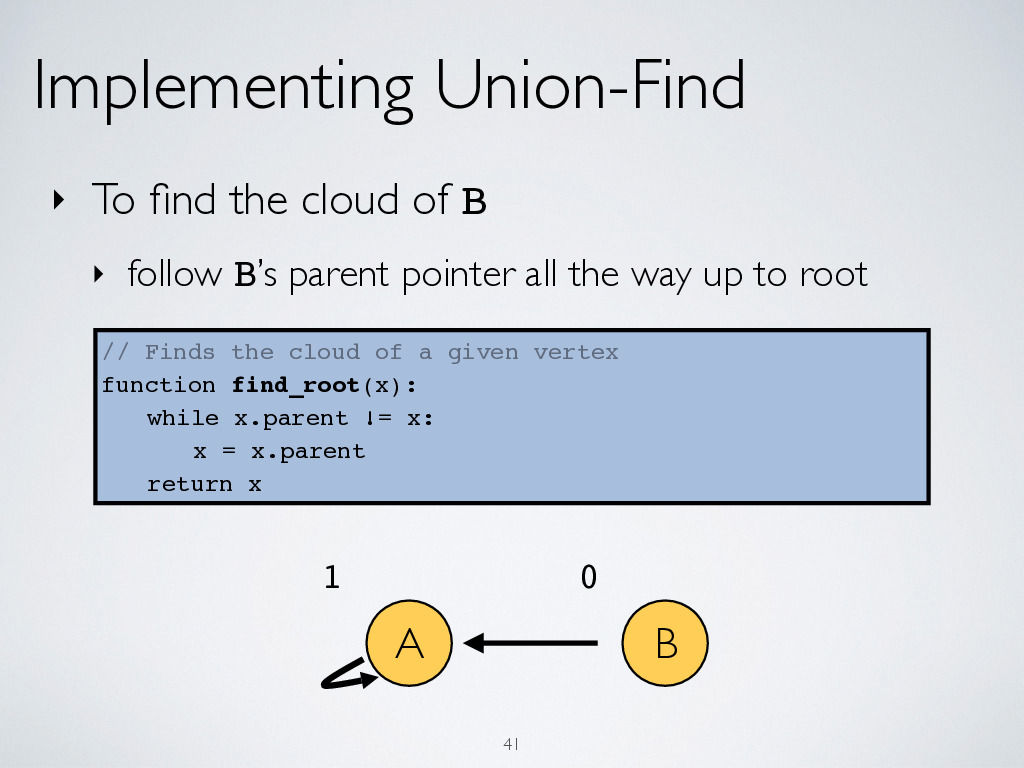 Implementing Union-Find
‣ To find the cloud of B
‣ follow B’s parent pointer all the way up to root
// Finds the cloud of a given vertex
function find_root(x):
while x.parent != x:
x = x.parent
return x
1 0
A B
41